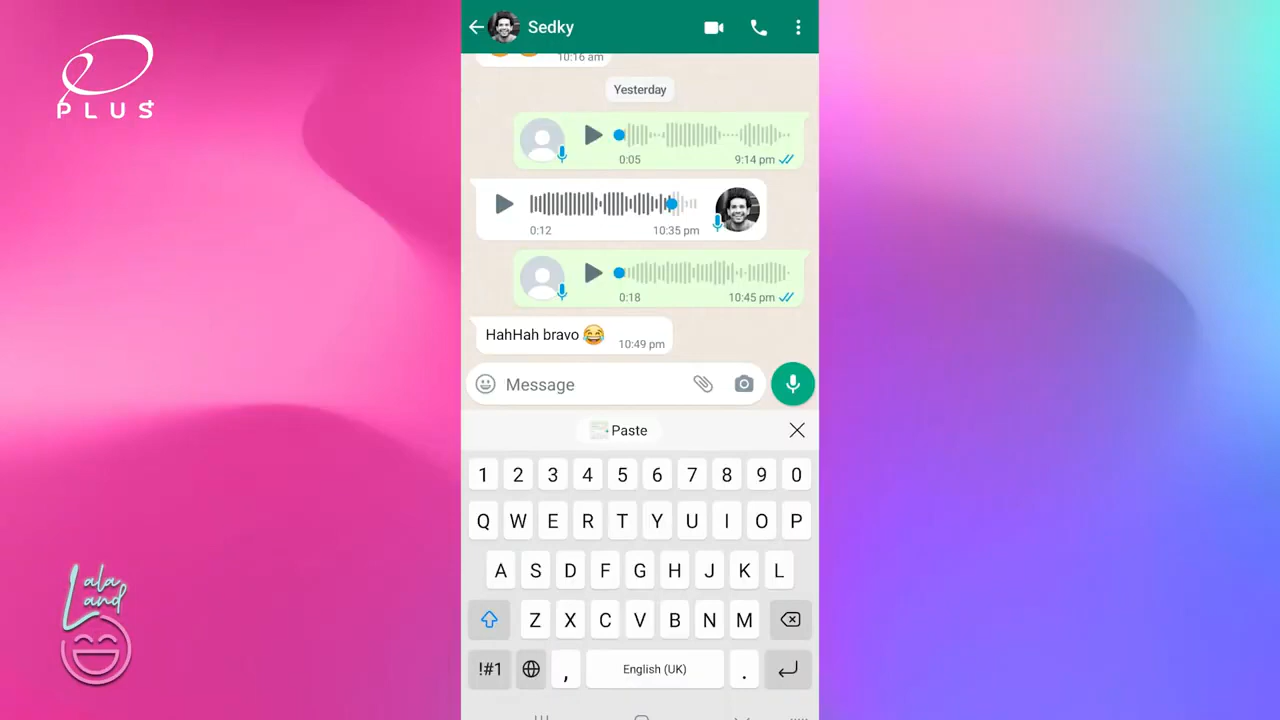 PLUS+
Sedky
10:16 am
Yesterday
0:05 9:14 pm
0:12 10:35 pm
0:18 10:45 pm
HahHah bravo 😂 10:49 pm
Message
Paste
1 2 3 4 5 6 7 8 9 0
Q W E R T Y U I O P
A S D F G H J K L
Z X C V B N M
!#1 , English (UK) .
Lala
Land